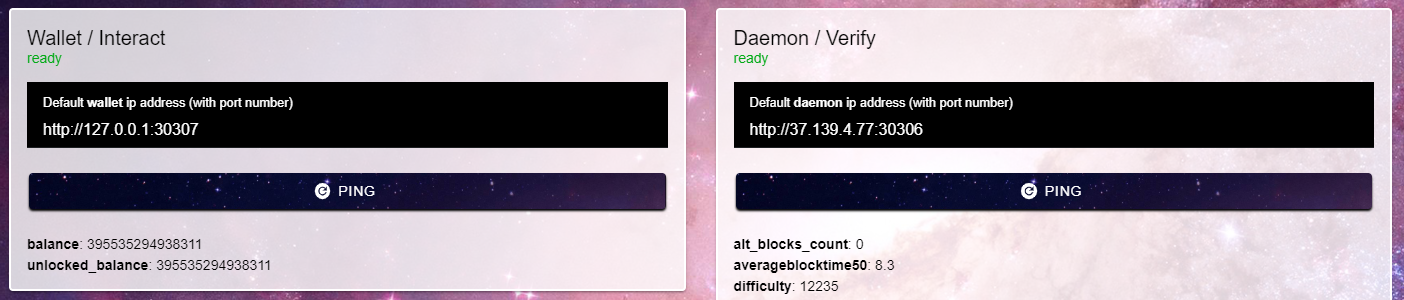 Wallet / Interact
ready
Default wallet ip address (with port number)
http://127.0.0.1:30307
PING
balance: 395535294938311
unlocked_balance: 395535294938311
Daemon / Verify
ready
Default daemon ip address (with port number)
http://37.139.4.77:30306
PING
alt_blocks_count: 0
averageblocktime50: 8.3
difficulty: 12235